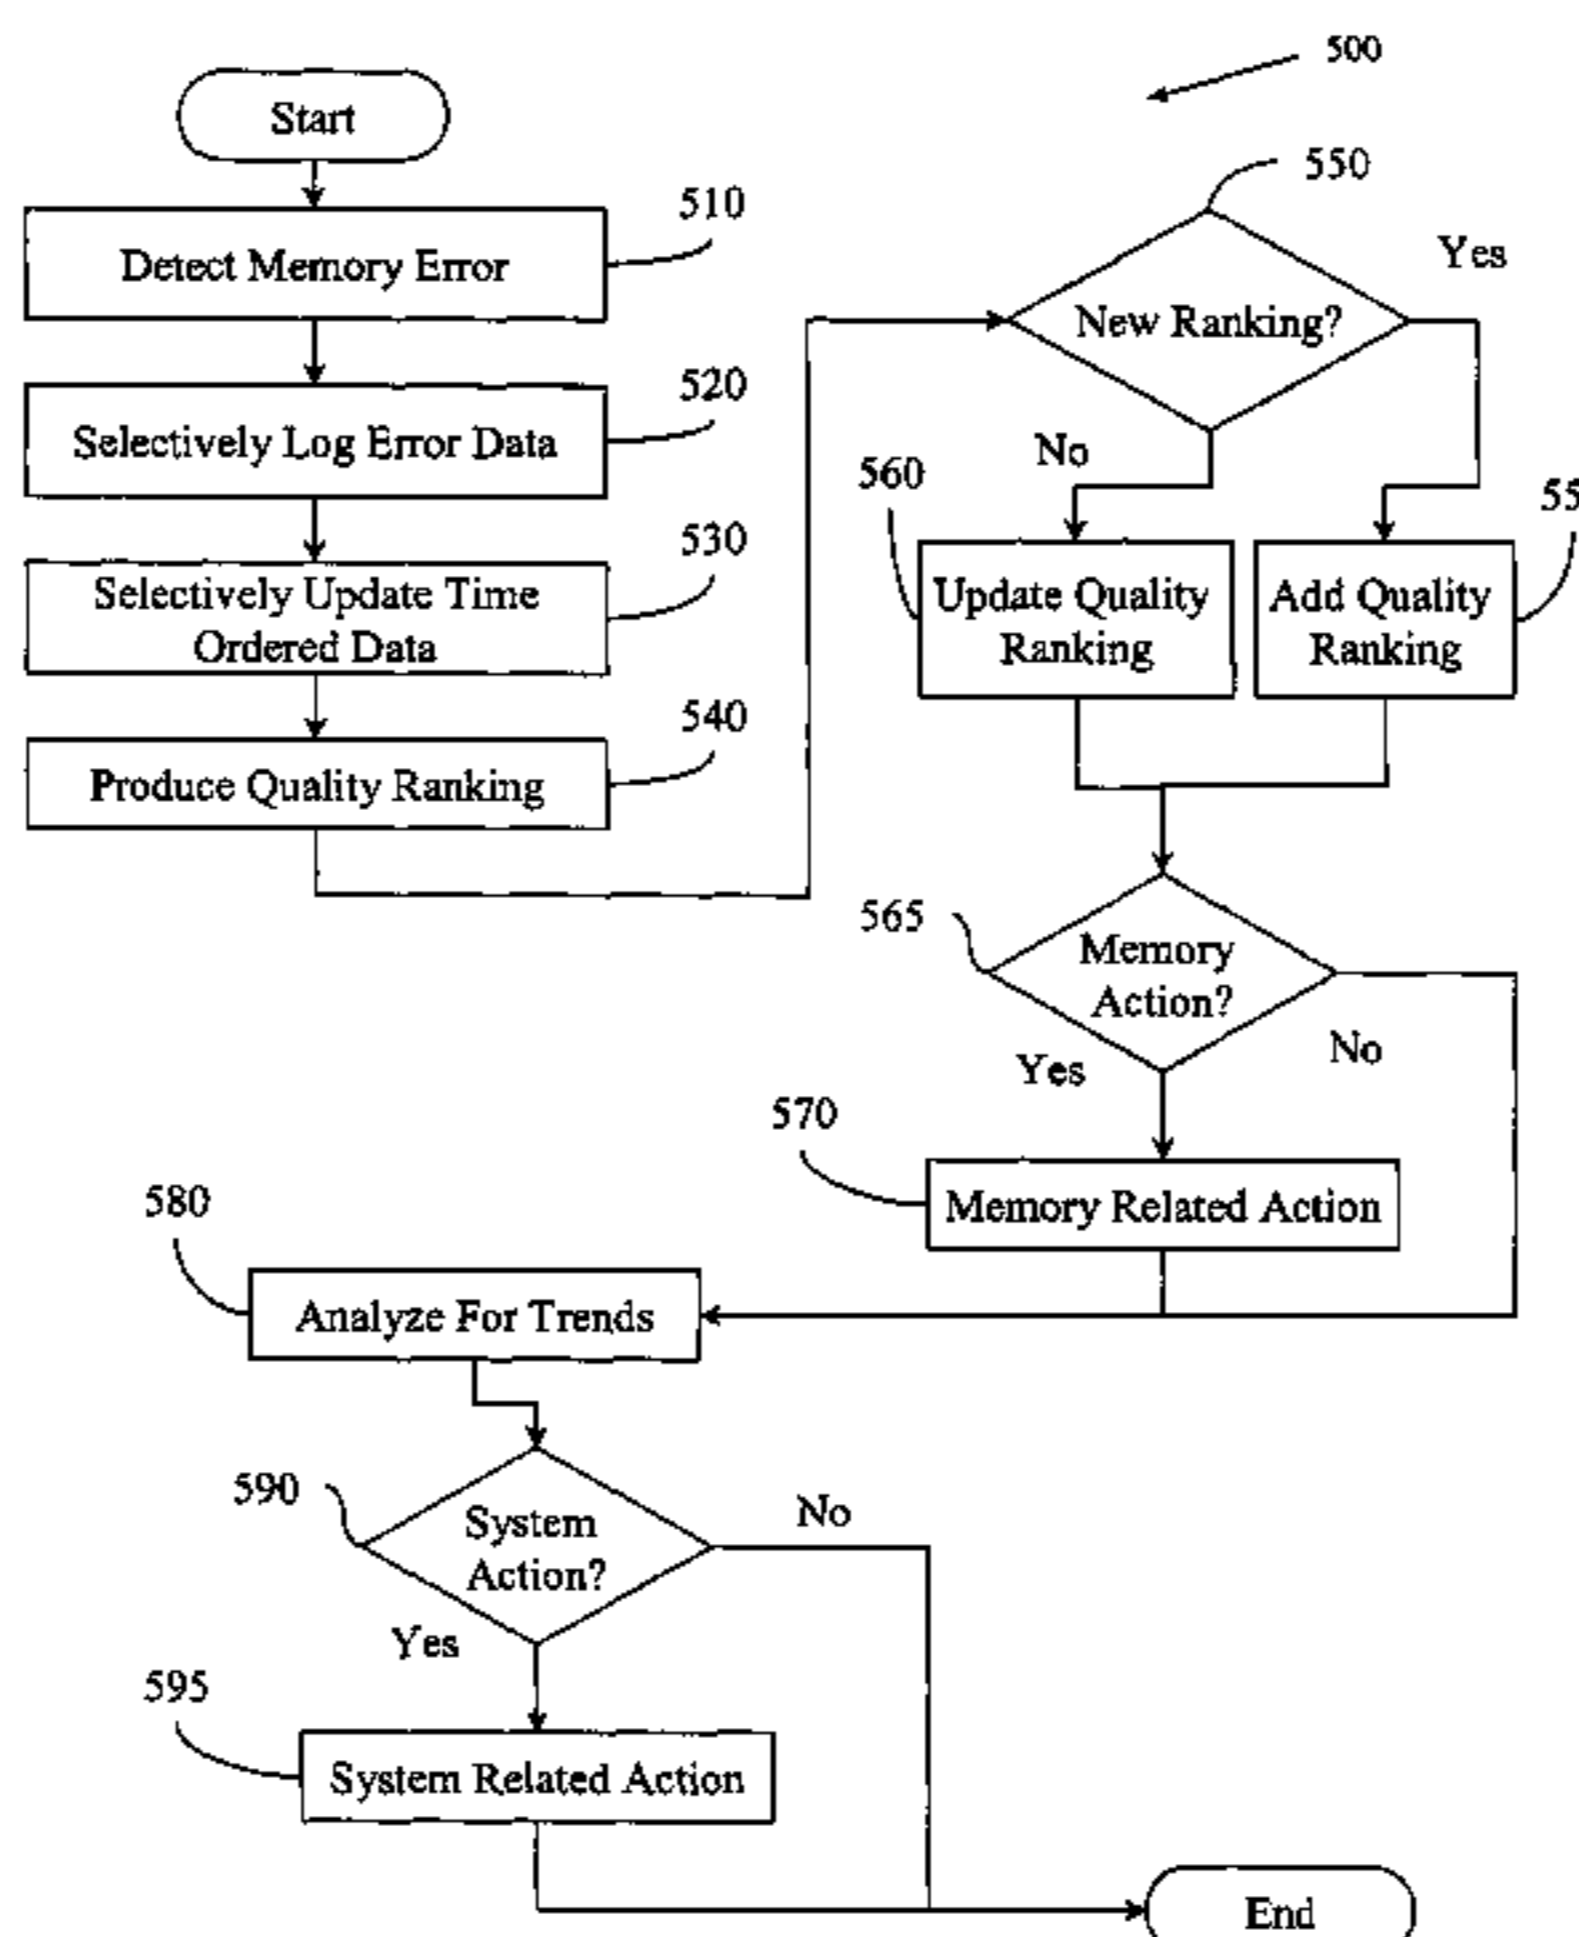 500
Start
510
Detect Memory Error
520
Selectively Log Error Data
530
Selectively Update Time
Ordered Data
540
Produce Quality Ranking
550
New Ranking?
Yes
No
560
Update Quality
Ranking
Add Quality
Ranking
565
Memory
Action?
Yes
No
570
Memory Related Action
580
Analyze For Trends
590
System
Action?
No
Yes
595
System Related Action
End